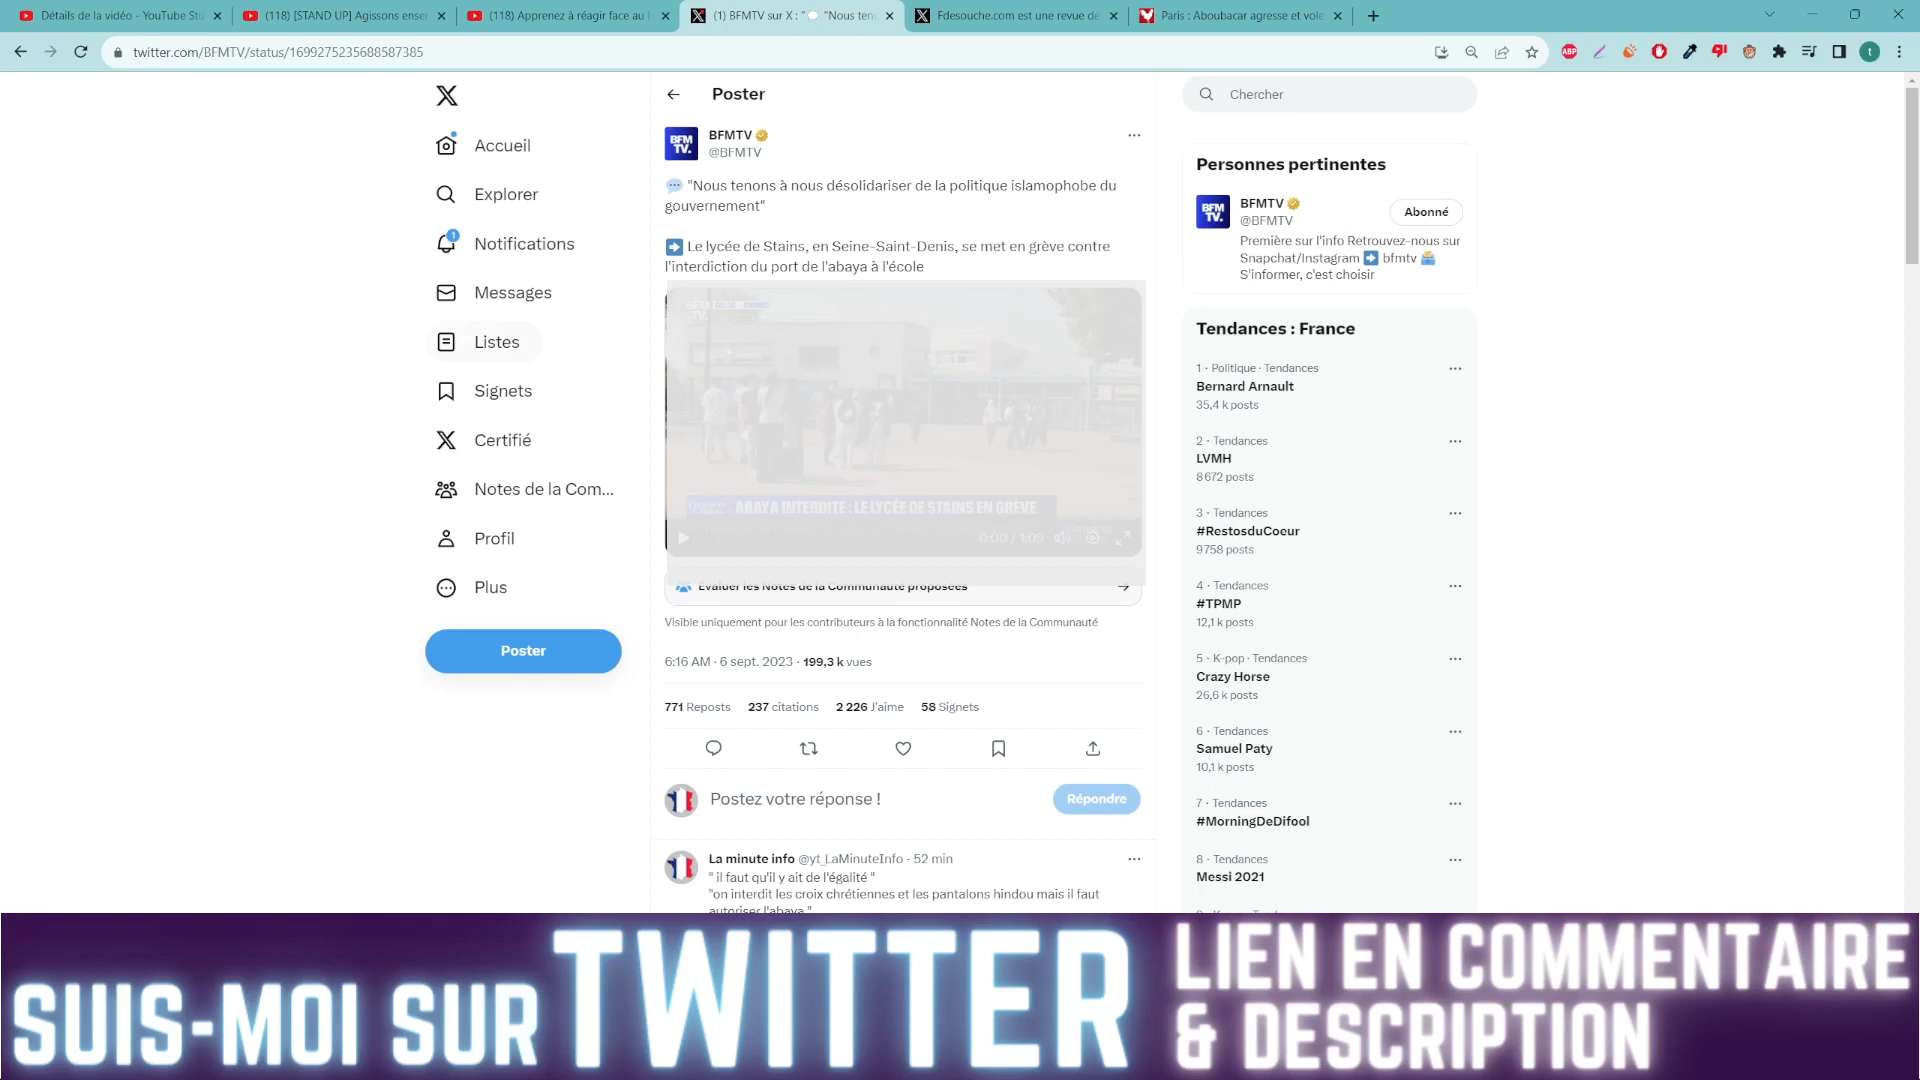 Détails de la vidéo - YouTube Stu
(118) [STAND UP] Agissons ense
(118) Apprenez à réagir face au
(1) BFMTV sur X : "💬 "Nous ten
Fdesouche.com est une revue de
Paris : Aboubacar agresse et vole
twitter.com/BFMTV/status/1699275235688587385
ABP
t
Accueil
Explorer
1
Notifications
Messages
Listes
Signets
Certifié
Notes de la Com...
Profil
Plus
Poster
Poster
BFM TV.
BFMTV
@BFMTV
💬 "Nous tenons à nous désolidariser de la politique islamophobe du
gouvernement"
➡ Le lycée de Stains, en Seine-Saint-Denis, se met en grève contre
l'interdiction du port de l'abaya à l'école
BFM
TV.
ABAYA INTERDITE : LE LYCÉE DE STAINS EN GRÈVE
0:00 / 1:09
Évaluer les Notes de la Communauté proposées
Visible uniquement pour les contributeurs à la fonctionnalité Notes de la Communauté
6:16 AM · 6 sept. 2023 · 199,3 k vues
771 Reposts 237 citations 2 226 J'aime 58 Signets
Postez votre réponse !
Répondre
La minute info @yt_LaMinuteInfo · 52 min
" il faut qu'il y ait de l'égalité "
"on interdit les croix chrétiennes et les pantalons hindou mais il faut
autoriser l'abaya "
Chercher
Personnes pertinentes
BFM TV.
BFMTV
@BFMTV
Abonné
Première sur l'info Retrouvez-nous sur
Snapchat/Instagram ➡ bfmtv
S'informer, c'est choisir
Tendances : France
1 · Politique · Tendances
Bernard Arnault
35,4 k posts
2 · Tendances
LVMH
8 672 posts
3 · Tendances
#RestosduCoeur
9 758 posts
4 · Tendances
#TPMP
12,1 k posts
5 · K-pop · Tendances
Crazy Horse
26,6 k posts
6 · Tendances
Samuel Paty
10,1 k posts
7 · Tendances
#MorningDeDifool
8 · Tendances
Messi 2021
SUIS-MOI SUR TWITTER
LIEN EN COMMENTAIRE
& DESCRIPTION